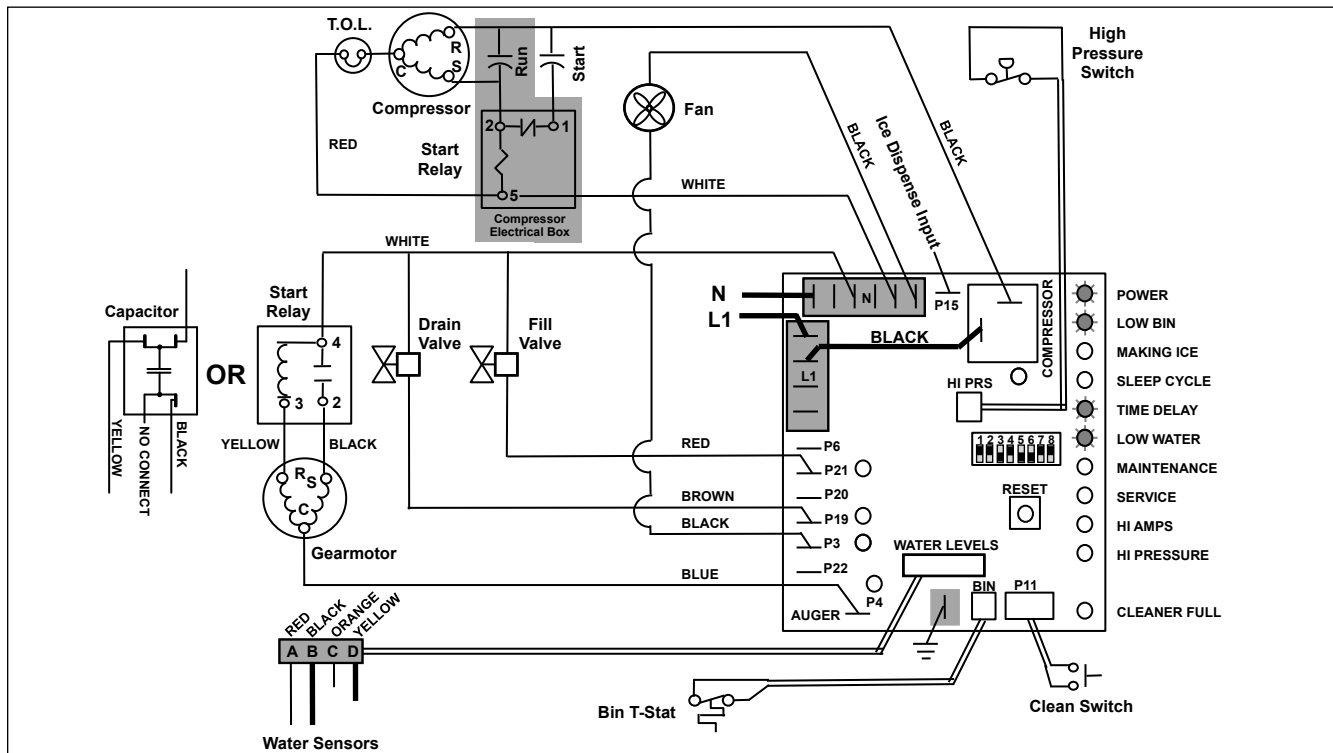 T.O.L.
Compressor
R
S
C
Run
Start
2
1
5
Start
Relay
Compressor
Electrical Box
RED
WHITE
Fan
BLACK
Ice Dispense Input
BLACK
High
Pressure
Switch
WHITE
Capacitor
YELLOW
NO CONNECT
BLACK
OR
Start
Relay
4
3
2
YELLOW
BLACK
R
S
C
Gearmotor
Drain
Valve
Fill
Valve
N
L1
N
L1
BLACK
P15
COMPRESSOR
HI PRS
1 2 3 4 5 6 7 8
RESET
POWER
LOW BIN
MAKING ICE
SLEEP CYCLE
TIME DELAY
LOW WATER
MAINTENANCE
SERVICE
HI AMPS
HI PRESSURE
CLEANER FULL
RED
BROWN
BLACK
BLUE
P6
P21
P20
P19
P3
P22
P4
AUGER
WATER LEVELS
BIN
P11
RED
BLACK
ORANGE
YELLOW
A B C D
Water Sensors
Bin T-Stat
Clean Switch